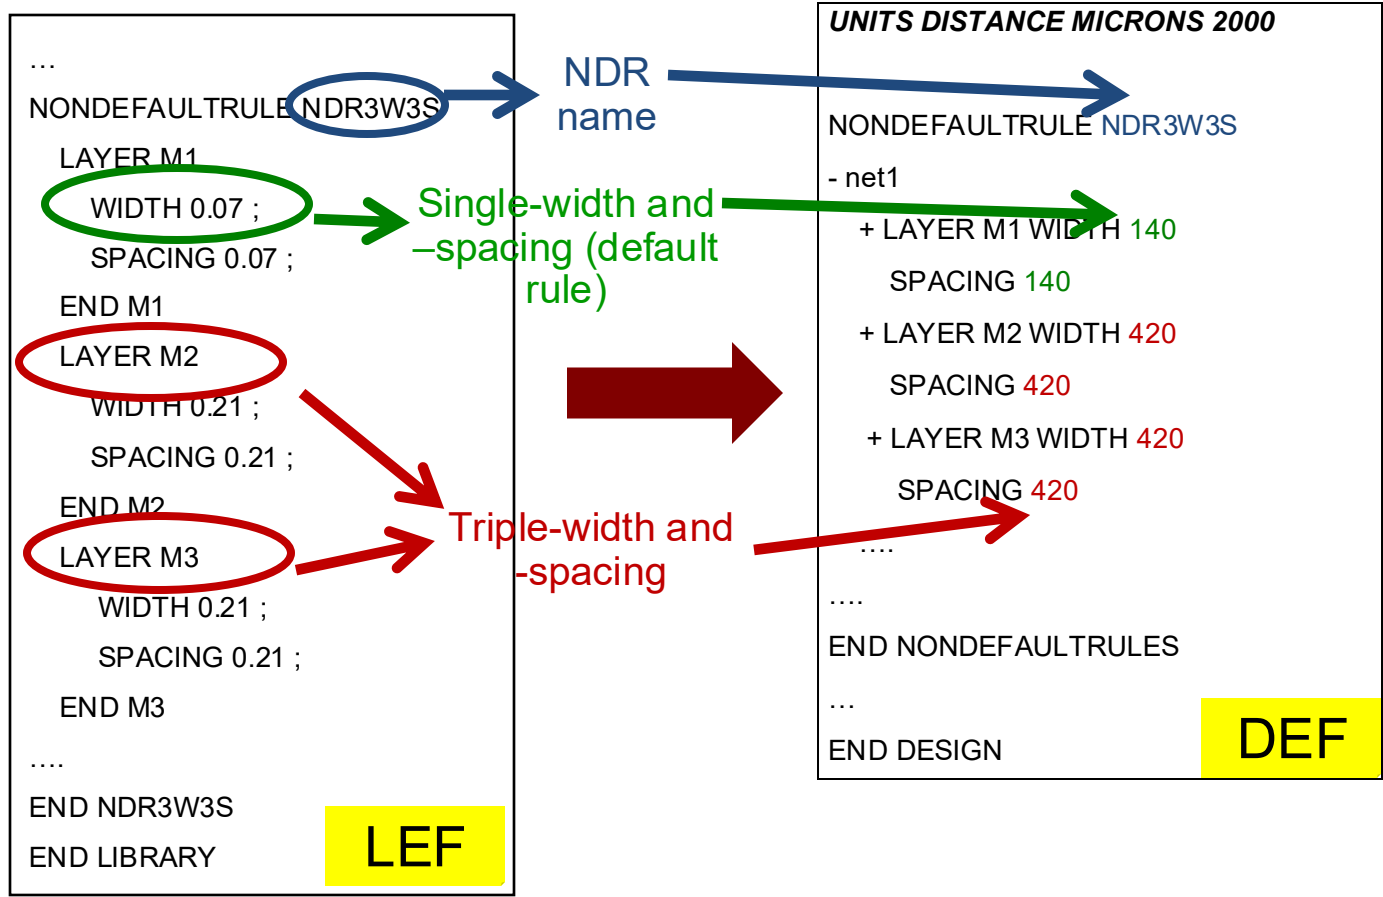 …
NONDEFAULTRULE NDR3W3S
LAYER M1
WIDTH 0.07 ;
SPACING 0.07 ;
END M1
LAYER M2
WIDTH 0.21 ;
SPACING 0.21 ;
END M2
LAYER M3
WIDTH 0.21 ;
SPACING 0.21 ;
END M3
….
END NDR3W3S
END LIBRARY
LEF
NDR
name
Single-width and
–spacing (default
rule)
Triple-width and
-spacing
UNITS DISTANCE MICRONS 2000
NONDEFAULTRULE NDR3W3S
- net1
+ LAYER M1 WIDTH 140
SPACING 140
+ LAYER M2 WIDTH 420
SPACING 420
+ LAYER M3 WIDTH 420
SPACING 420
….
….
END NONDEFAULTRULES
…
END DESIGN
DEF